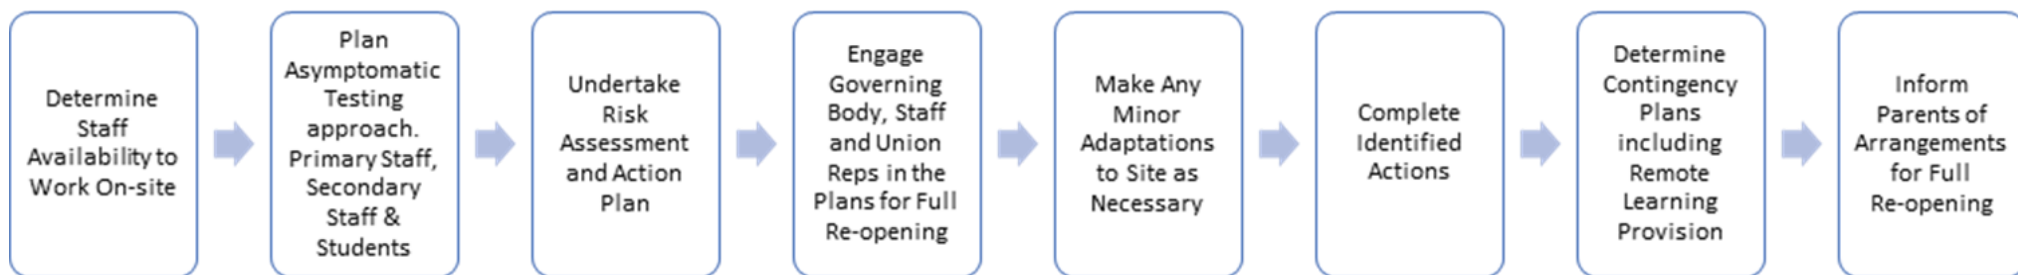 Determine
Staff
Availability to
Work On-site
Plan
Asymptomatic
Testing
approach.
Primary Staff,
Secondary
Staff &
Students
Undertake
Risk
Assessment
and Action
Plan
Engage
Governing
Body, Staff
and Union
Reps in the
Plans for Full
Re-opening
Make Any
Minor
Adaptations
to Site as
Necessary
Complete
Identified
Actions
Determine
Contingency
Plans
including
Remote
Learning
Provision
Inform
Parents of
Arrangements
for Full
Re-opening